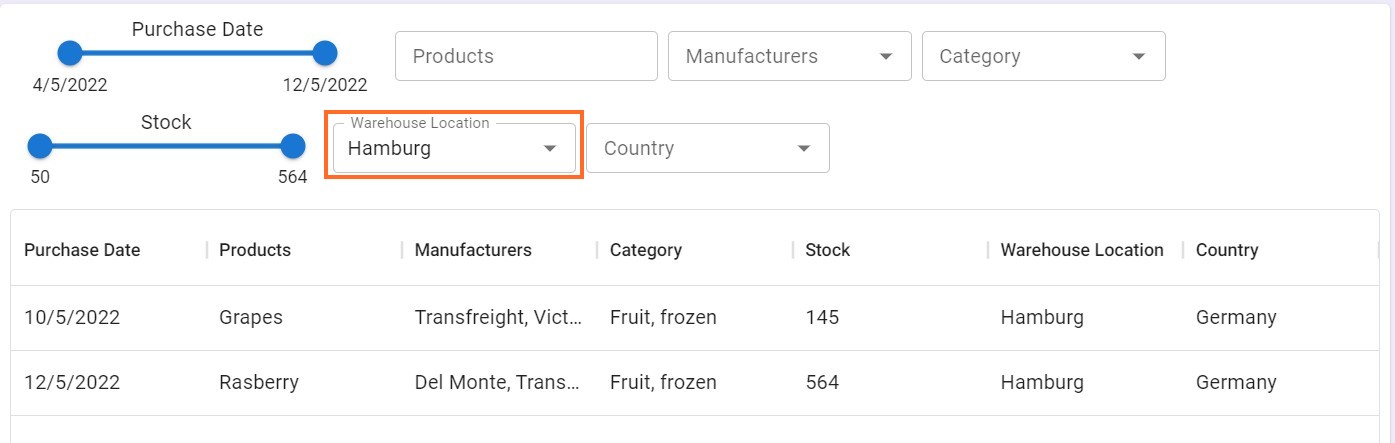 Purchase Date
4/5/2022 12/5/2022
Products
Manufacturers
Category
Stock
50 564
Warehouse Location
Hamburg
Country
Purchase Date Products Manufacturers Category Stock Warehouse Location Country
10/5/2022 Grapes Transfreight, Vict... Fruit, frozen 145 Hamburg Germany
12/5/2022 Rasberry Del Monte, Trans... Fruit, frozen 564 Hamburg Germany